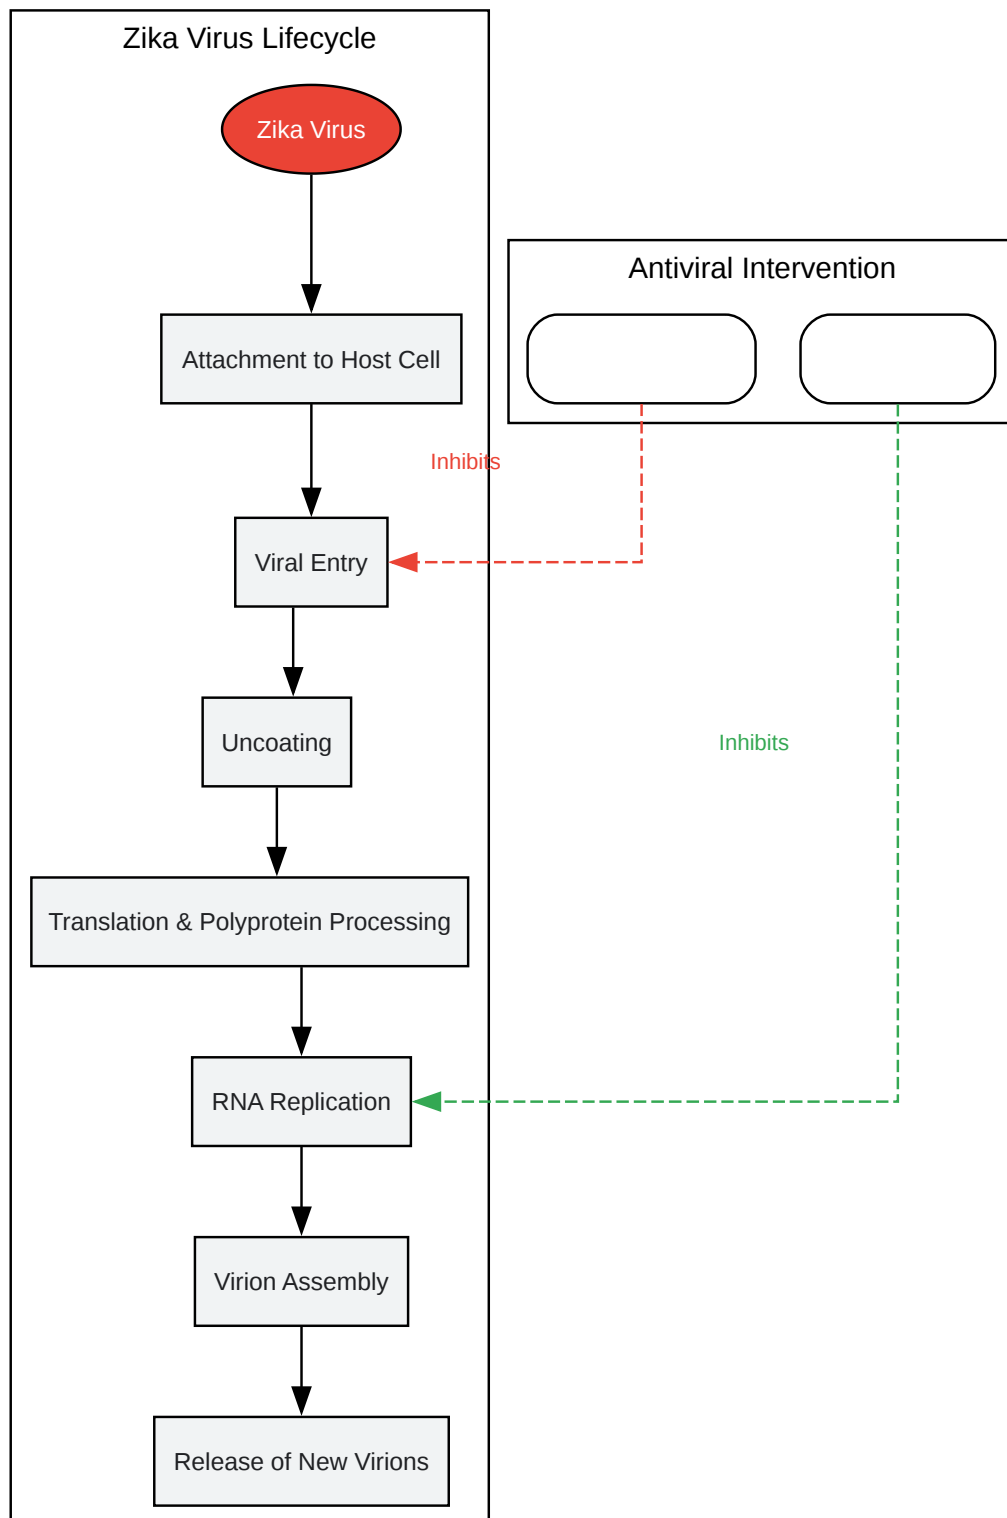 Zika Virus Lifecycle
Zika Virus
Antiviral Intervention
Attachment to Host Cell
Inhibits
Viral Entry
Uncoating
Inhibits
Translation & Polyprotein Processing
RNA Replication
Virion Assembly
Release of New Virions